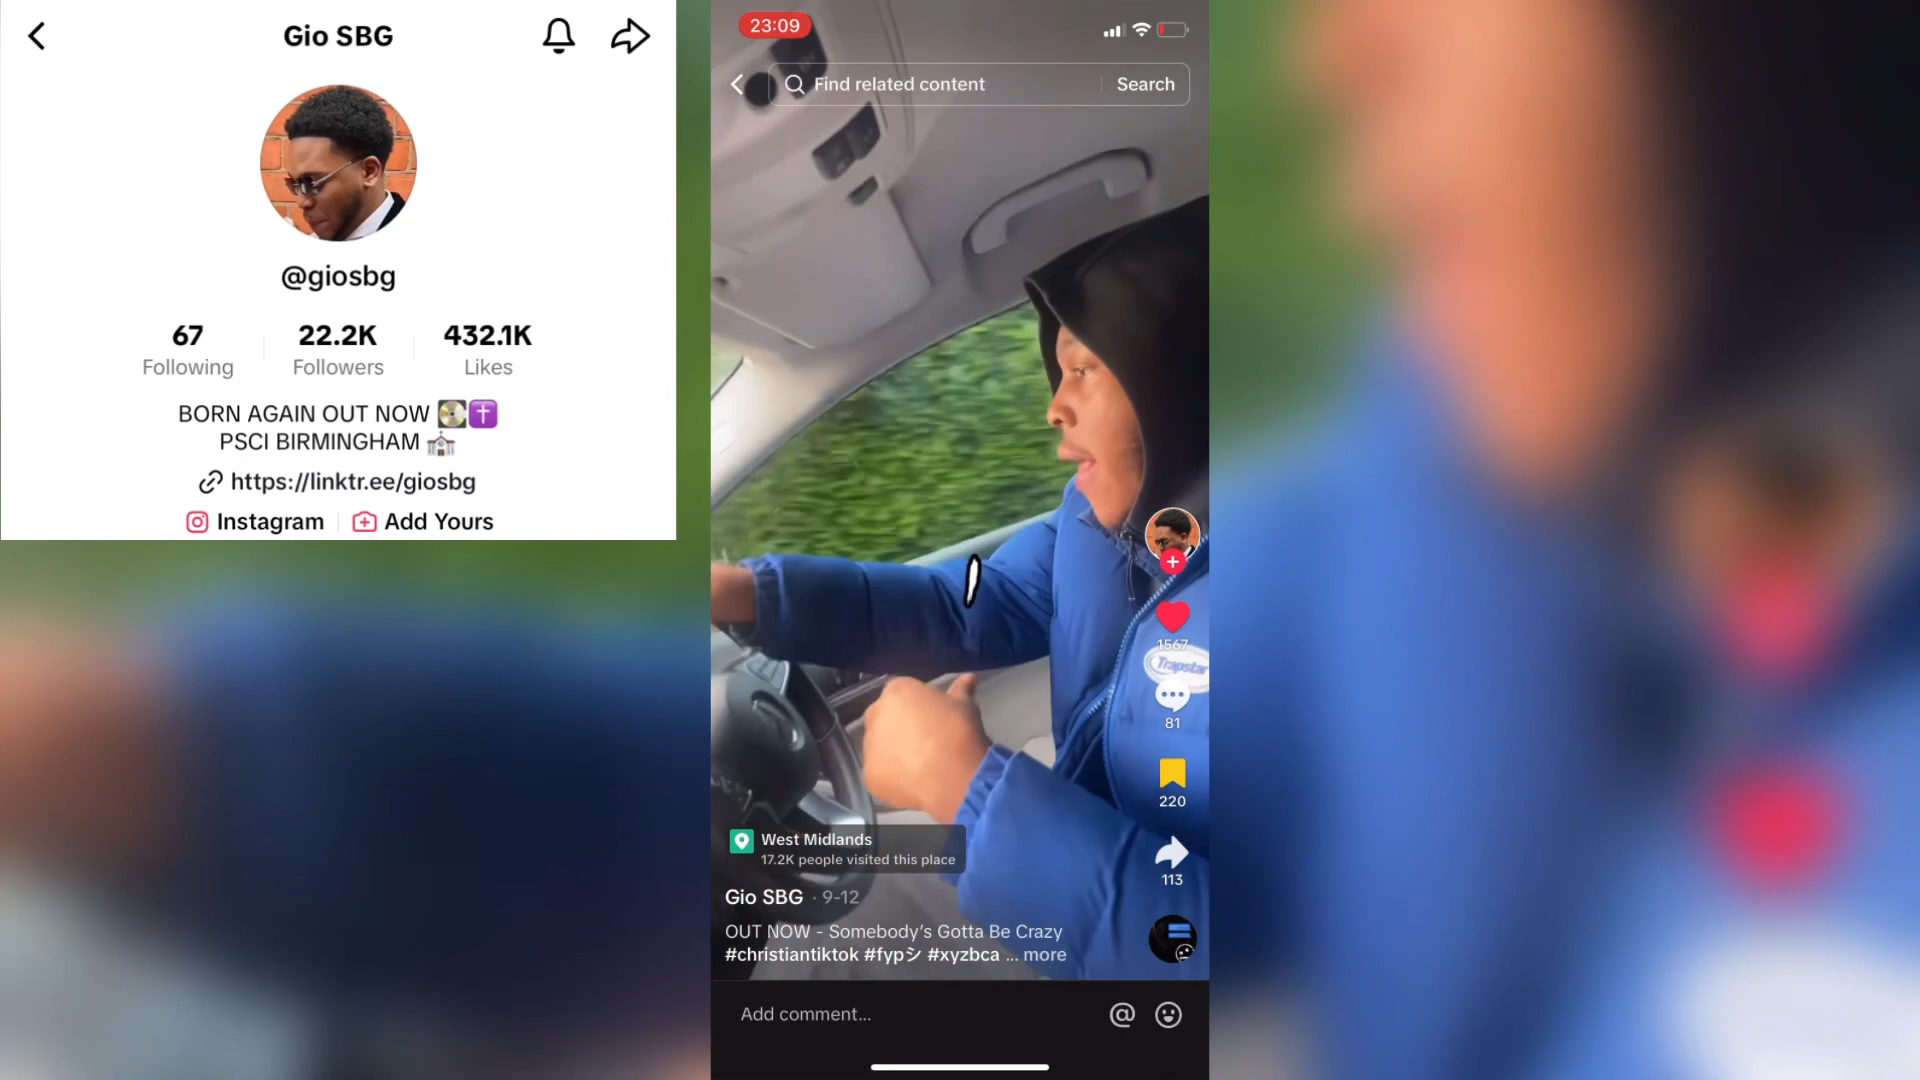 Gio SBG
@giosbg
67
Following
22.2K
Followers
432.1K
Likes
BORN AGAIN OUT NOW 💽✝️
PSCI BIRMINGHAM ⛪
https://linktr.ee/giosbg
Instagram
Add Yours
23:09
Find related content
Search
1567
Trapstar
81
220
113
West Midlands
17.2K people visited this place
Gio SBG · 9-12
OUT NOW - Somebody’s Gotta Be Crazy
#christiantiktok #fypシ #xyzbca ... more
Add comment...
@